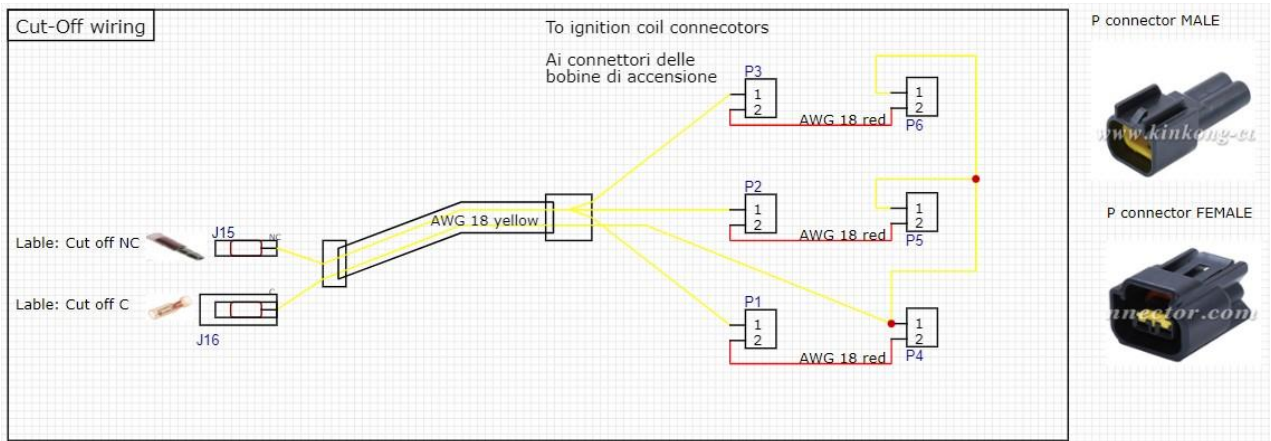 Cut-Off wiring
To ignition coil connecotors
Ai connettori delle
bobine di accensione
P3
1
2
AWG 18 red
1
2
P6
P2
1
2
AWG 18 red
1
2
P5
P1
1
2
AWG 18 red
1
2
P4
AWG 18 yellow
Lable: Cut off NC
J15
NC
Lable: Cut off C
C
J16
P connector MALE
www.kinkong-c
P connector FEMALE
nnector.com